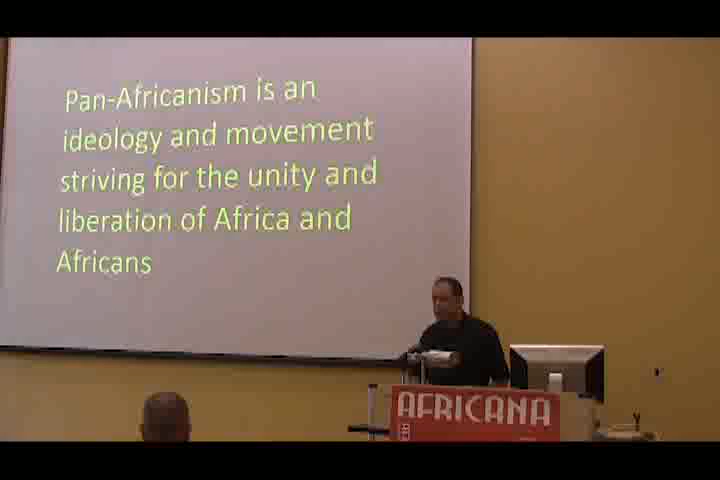 Pan-Africanism is an
ideology and movement
striving for the unity and
liberation of Africa and
Africans
AFRICANA